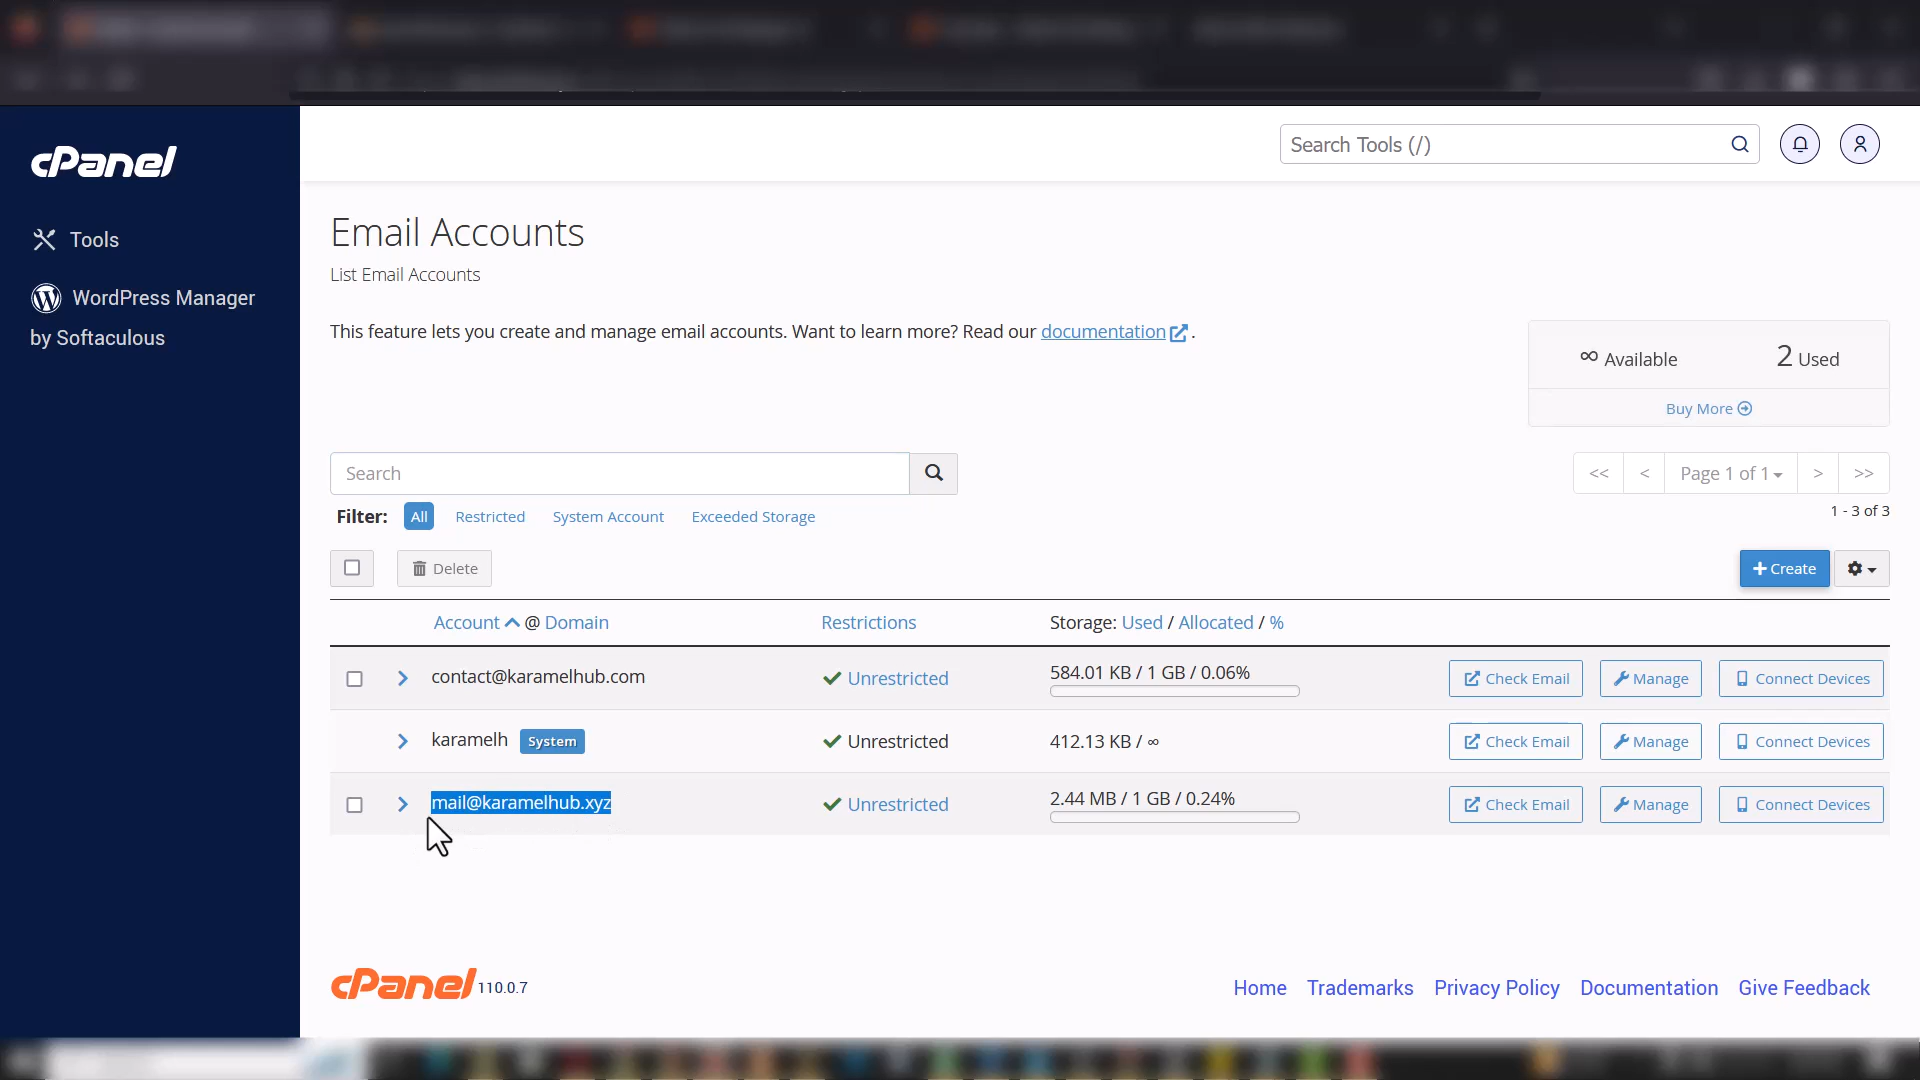 cPanel
Search Tools (/)
Tools
WordPress Manager
by Softaculous
Email Accounts
List Email Accounts
This feature lets you create and manage email accounts. Want to learn more? Read our documentation .
∞ Available 2 Used
Buy More
Search
<< < Page 1 of 1 > >>
Filter: All Restricted System Account Exceeded Storage
1 - 3 of 3
Delete
+ Create
Account @ Domain Restrictions Storage: Used / Allocated / %
contact@karamelhub.com Unrestricted 584.01 KB / 1 GB / 0.06% Check Email Manage Connect Devices
karamelh System Unrestricted 412.13 KB / ∞ Check Email Manage Connect Devices
mail@karamelhub.xyz Unrestricted 2.44 MB / 1 GB / 0.24% Check Email Manage Connect Devices
cPanel 110.0.7 Home Trademarks Privacy Policy Documentation Give Feedback